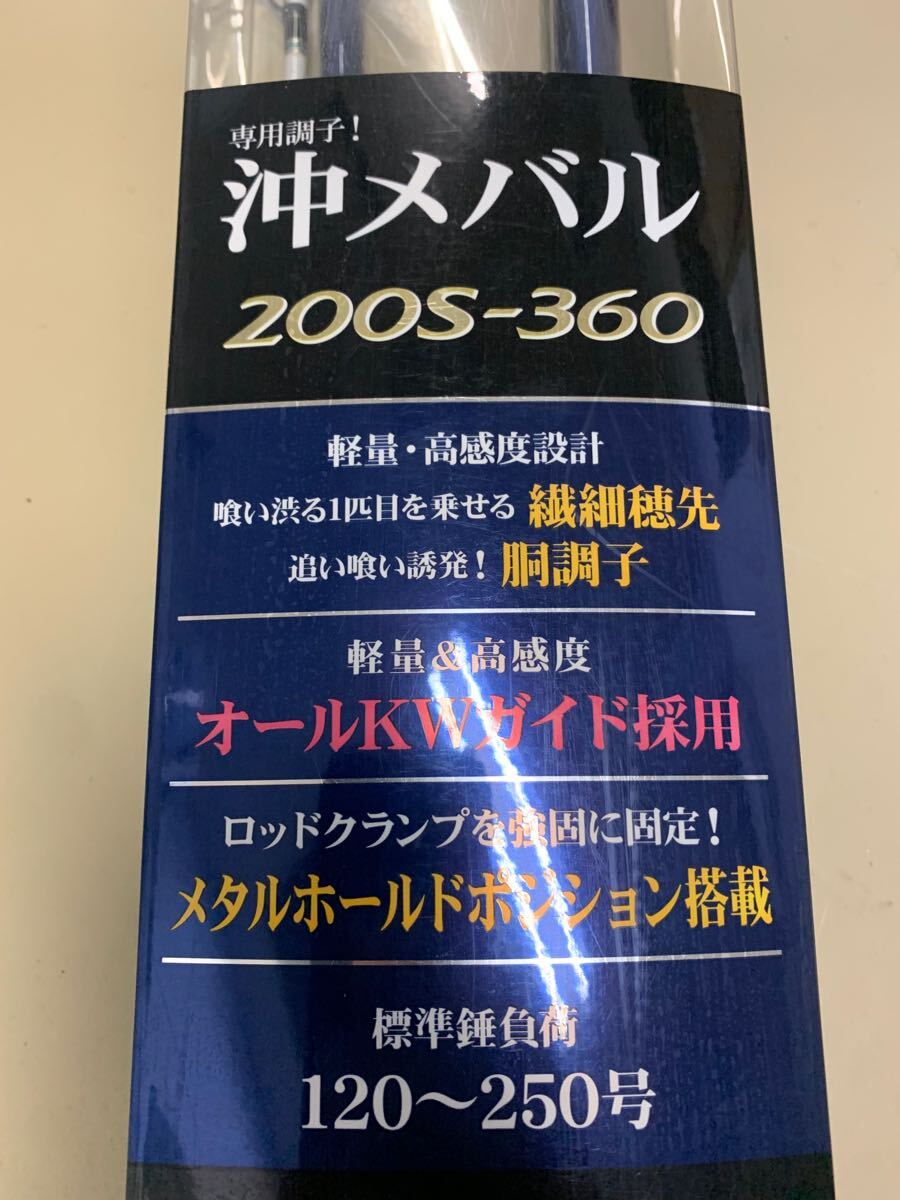 専用調子!
沖メバル
200S-360
軽量・高感度設計
喰い渋る1匹目を乗せる 繊細穂先
追い喰い誘発! 胴調子
軽量&高感度
オールKWガイド採用
ロッドクランプを強固に固定!
メタルホールドポジション搭載
標準錘負荷
120～250号